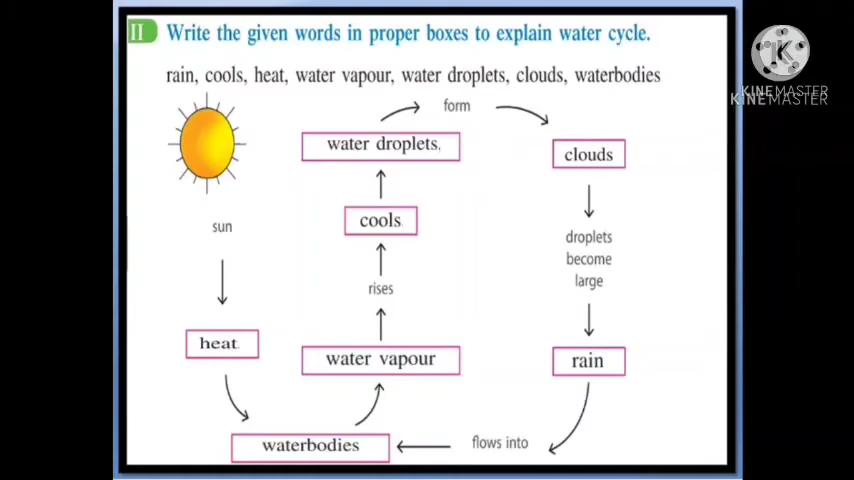 II Write the given words in proper boxes to explain water cycle.
rain, cools, heat, water vapour, water droplets, clouds, waterbodies
K
KINEMASTER
KINEMASTER
form
water droplets.
clouds
cools
sun
droplets
become
large
rises
heat.
water vapour
rain
waterbodies
flows into